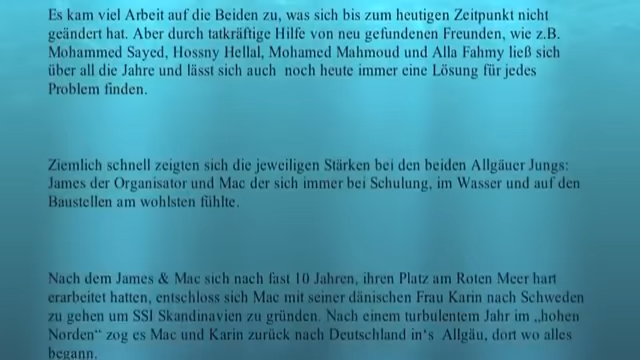 Es kam viel Arbeit auf die Beiden zu, was sich bis zum heutigen Zeitpunkt nicht
geändert hat. Aber durch tatkräftige Hilfe von neu gefundenen Freunden, wie z.B.
Mohammed Sayed, Hossny Hellal, Mohamed Mahmoud und Alla Fahmy ließ sich
über all die Jahre und lässt sich auch  noch heute immer eine Lösung für jedes
Problem finden.
Ziemlich schnell zeigten sich die jeweiligen Stärken bei den beiden Allgäuer Jungs:
James der Organisator und Mac der sich immer bei Schulung, im Wasser und auf den
Baustellen am wohlsten fühlte.
Nach dem James & Mac sich nach fast 10 Jahren, ihren Platz am Roten Meer hart
erarbeitet hatten, entschloss sich Mac mit seiner dänischen Frau Karin nach Schweden
zu gehen um SSI Skandinavien zu gründen. Nach einem turbulentem Jahr im „hohen
Norden“ zog es Mac und Karin zurück nach Deutschland in‘s  Allgäu, dort wo alles
begann.